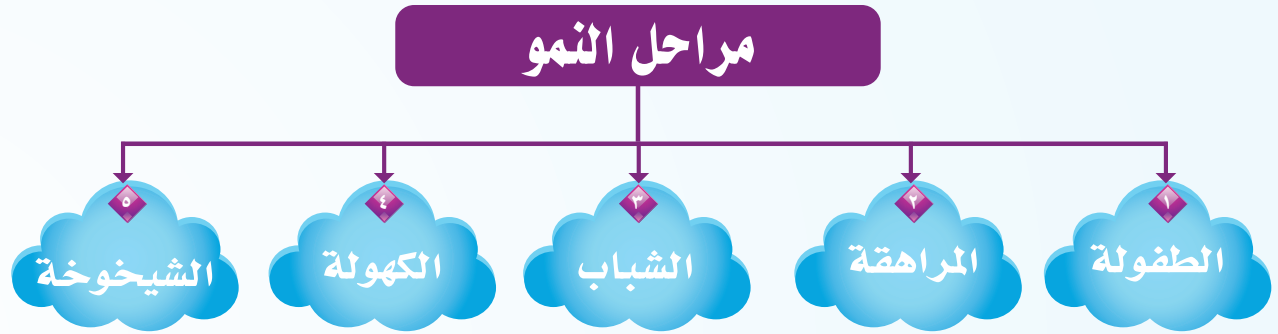 مراحل النمو
١
الطفولة
٢
المراهقة
٣
الشباب
٤
الكهولة
٥
الشيخوخة